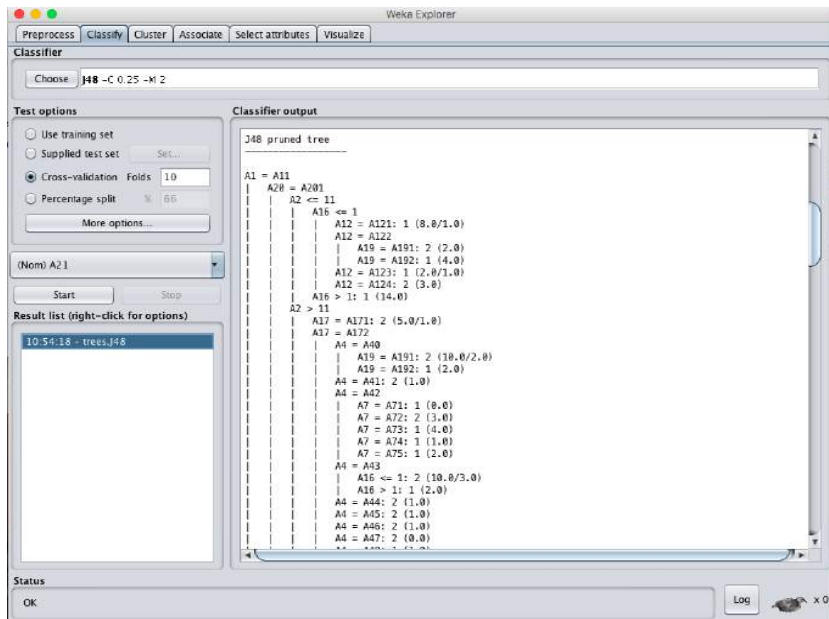 Weka Explorer
Preprocess Classify Cluster Associate Select attributes Visualize
Classifier
Choose J48 -C 0.25 -M 2
Test options
Use training set
Supplied test set Set...
Cross-validation Folds 10
Percentage split % 66
More options...
(Nom) A21
Start Stop
Result list (right-click for options)
10:54:18 - trees.J48
Classifier output
J48 pruned tree
------------------
A1 = A11
|   A20 = A201
|   |   A2 <= 11
|   |   |   A16 <= 1
|   |   |   |   A12 = A121: 1 (8.0/1.0)
|   |   |   |   A12 = A122
|   |   |   |   |   A19 = A191: 2 (2.0)
|   |   |   |   |   A19 = A192: 1 (4.0)
|   |   |   |   A12 = A123: 1 (2.0/1.0)
|   |   |   |   A12 = A124: 2 (3.0)
|   |   |   A16 > 1: 1 (14.0)
|   |   A2 > 11
|   |   |   A17 = A171: 2 (5.0/1.0)
|   |   |   A17 = A172
|   |   |   |   A4 = A40
|   |   |   |   |   A19 = A191: 2 (10.0/2.0)
|   |   |   |   |   A19 = A192: 1 (2.0)
|   |   |   |   A4 = A41: 2 (1.0)
|   |   |   |   A4 = A42
|   |   |   |   |   A7 = A71: 1 (0.0)
|   |   |   |   |   A7 = A72: 2 (3.0)
|   |   |   |   |   A7 = A73: 1 (4.0)
|   |   |   |   |   A7 = A74: 1 (1.0)
|   |   |   |   |   A7 = A75: 1 (2.0)
|   |   |   |   A4 = A43
|   |   |   |   |   A16 <= 1: 2 (10.0/3.0)
|   |   |   |   |   A16 > 1: 1 (2.0)
|   |   |   |   A4 = A44: 2 (1.0)
|   |   |   |   A4 = A45: 2 (1.0)
|   |   |   |   A4 = A46: 2 (1.0)
|   |   |   |   A4 = A47: 2 (0.0)
Status
OK
Log x 0